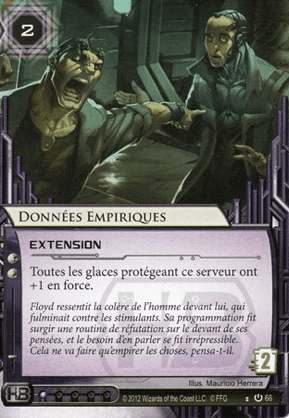 2
DONNÉES EMPIRIQUES
EXTENSION
Toutes les glaces protégeant ce serveur ont
+1 en force.
Floyd ressentit la colère de l'homme devant lui, qui
fulminait contre les stimulants. Sa programmation fit
surgir une routine de réfutation sur le devant de ses
pensées, et le besoin d'en parler se fit irrépressible.
Cela ne va faire qu'empirer les choses, pensa-t-il.
2
Illus. Mauricio Herrera
HB
© 2012 Wizards of the Coast LLC. © FFG
66